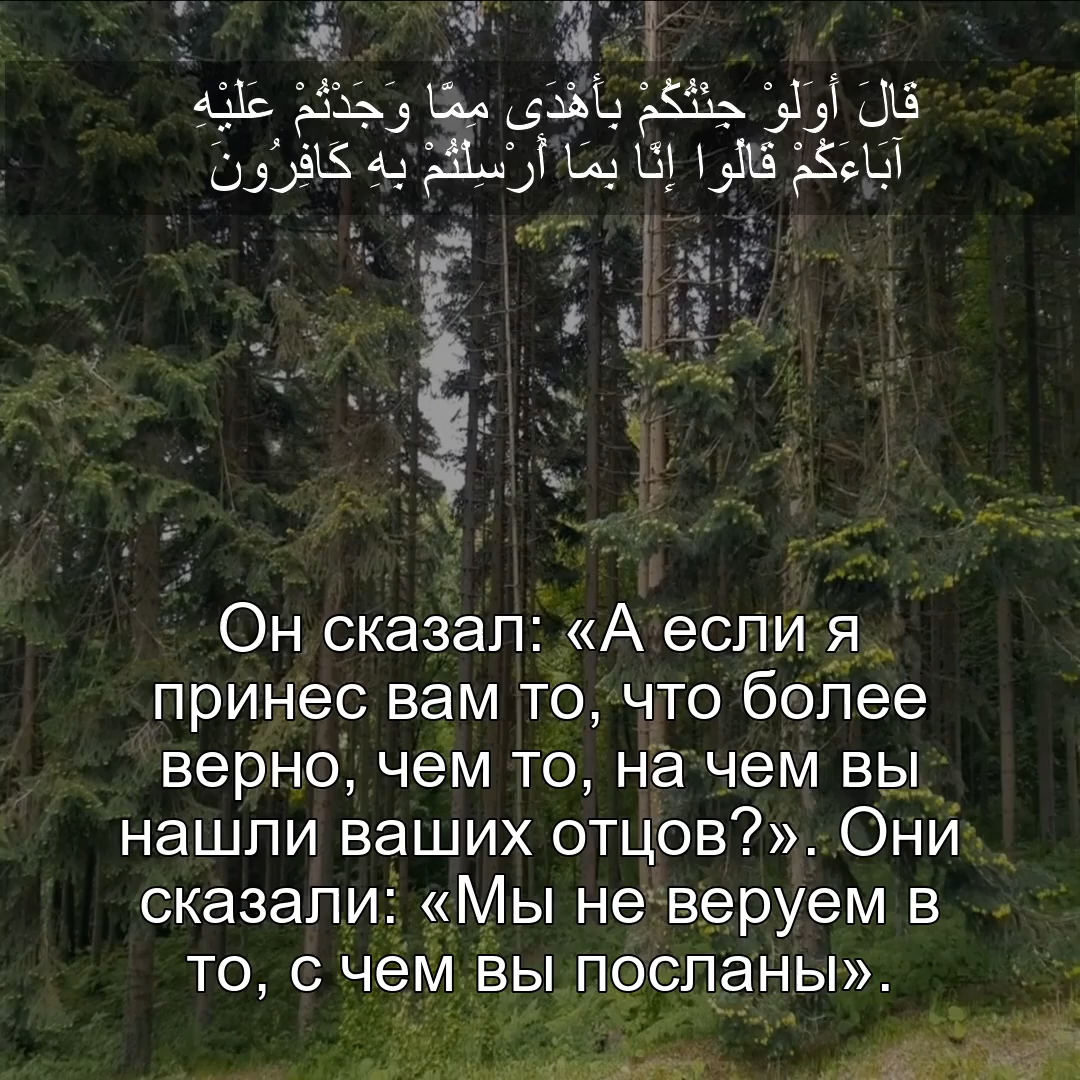 قَالَ أَوَلَوْ جِئْتُكُمْ بِأَهْدَى مِمَّا وَجَدْتُمْ عَلَيْهِ
آبَاءَكُمْ قَالُوا إِنَّا بِمَا أُرْسِلْتُمْ بِهِ كَافِرُونَ
Он сказал: «А если я
принес вам то, что более
верно, чем то, на чем вы
нашли ваших отцов?». Они
сказали: «Мы не веруем в
то, с чем вы посланы».